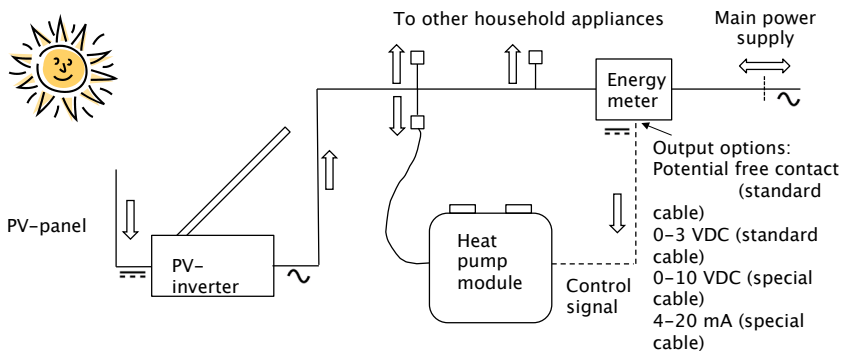 To other household appliances
Main power
supply
Energy
meter
Output options:
Potential free contact
(standard
cable)
0-3 VDC (standard
cable)
0-10 VDC (special
cable)
4-20 mA (special
cable)
PV-panel
PV-
inverter
Heat
pump
module
Control
signal